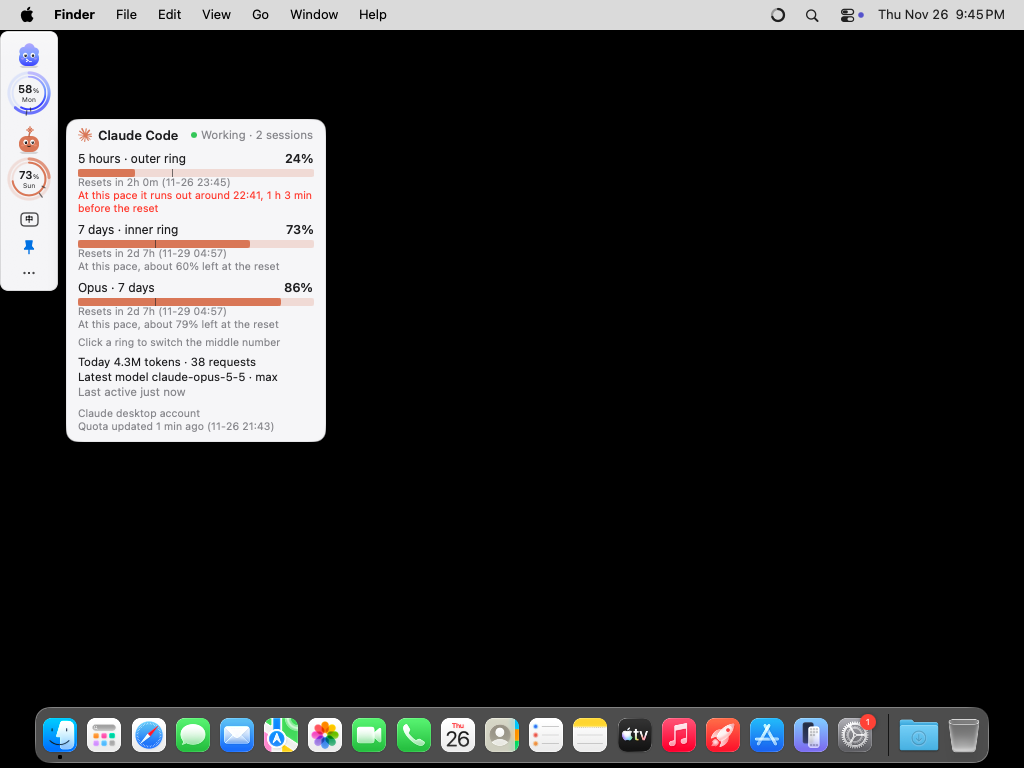 Finder File Edit View Go Window Help
Thu Nov 26 9:45 PM
58%
Mon
73%
Sun
中
Claude Code
Working · 2 sessions
5 hours · outer ring 24%
Resets in 2h 0m (11-26 23:45)
At this pace it runs out around 22:41, 1 h 3 min
before the reset
7 days · inner ring 73%
Resets in 2d 7h (11-29 04:57)
At this pace, about 60% left at the reset
Opus · 7 days 86%
Resets in 2d 7h (11-29 04:57)
At this pace, about 79% left at the reset
Click a ring to switch the middle number
Today 4.3M tokens · 38 requests
Latest model claude-opus-5-5 · max
Last active just now
Claude desktop account
Quota updated 1 min ago (11-26 21:43)
Thu
26
tv
1